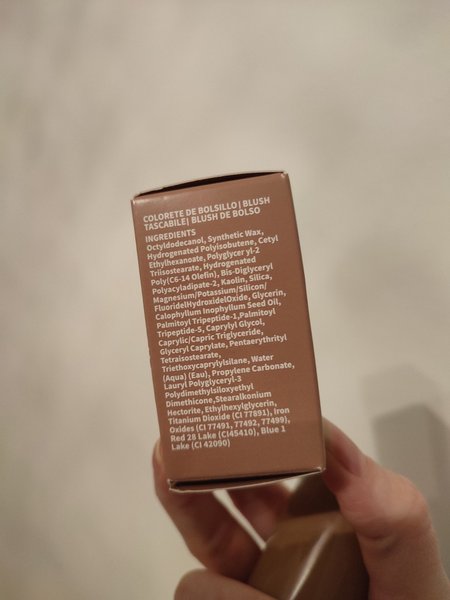 COLORETE DE BOLSILLO| BLUSH
TASCABILE| BLUSH DE BOLSO
INGREDIENTS
Octyldodecanol, Synthetic Wax,
Hydrogenated Polyisobutene, Cetyl
Ethylhexanoate, Polyglycer yl-2
Triisostearate, Hydrogenated
Poly(C6-14 Olefin), Bis-Diglyceryl
Polyacyladipate-2, Kaolin, Silica,
Magnesium/Potassium/Silicon/
FluorideIHydroxideIOxide, Glycerin,
Calophyllum Inophyllum Seed Oil,
Palmitoyl Tripeptide-1,Palmitoyl
Tripeptide-5, Caprylyl Glycol,
Caprylic/Capric Triglyceride,
Glyceryl Caprylate, Pentaerythrityl
Tetraisostearate,
Triethoxycaprylylsilane, Water
(Aqua) (Eau), Propylene Carbonate,
Lauryl Polyglyceryl-3
Polydimethylsiloxyethyl
Dimethicone,Stearalkonium
Hectorite, Ethylhexylglycerin,
Titanium Dioxide (CI 77891), Iron
Oxides (CI 77491, 77492, 77499),
Red 28 Lake (CI45410), Blue 1
Lake (CI 42090)